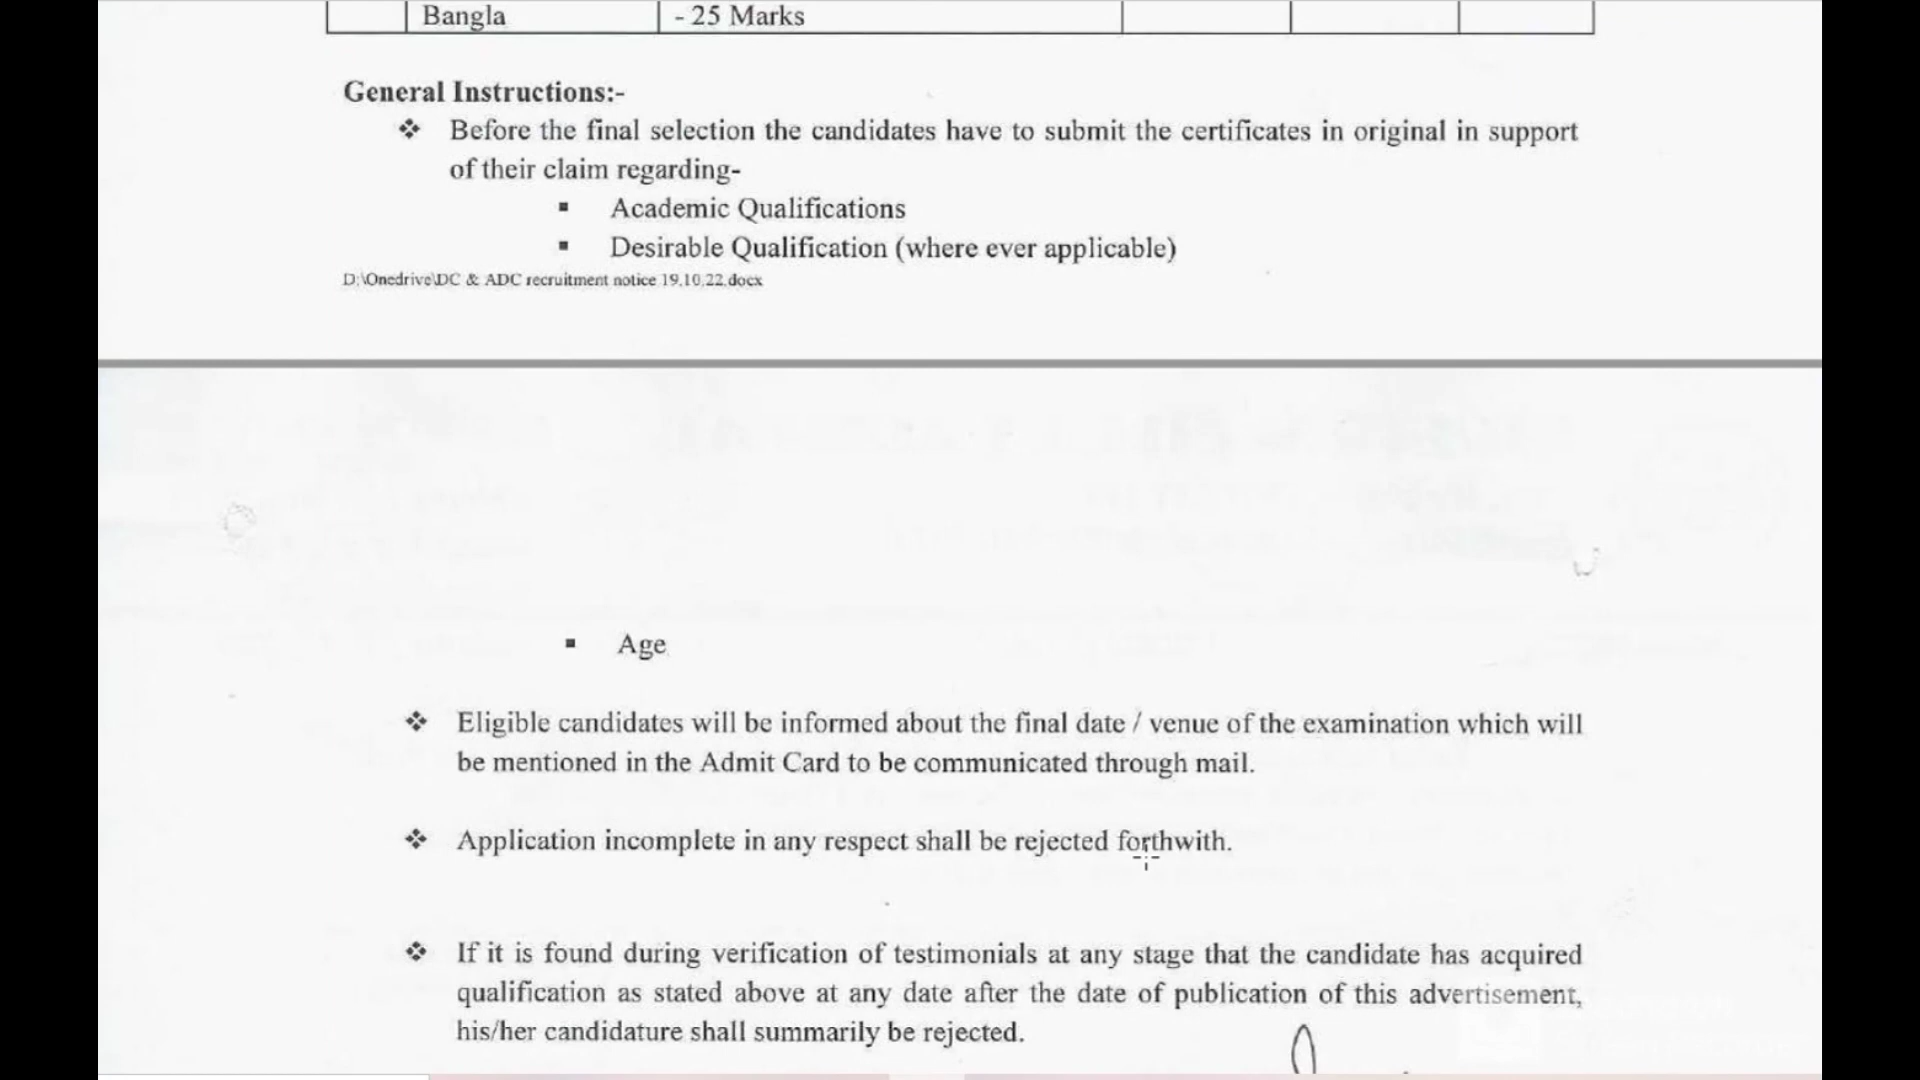 Bangla - 25 Marks
General Instructions:-
❖ Before the final selection the candidates have to submit the certificates in original in support
of their claim regarding-
▪ Academic Qualifications
▪ Desirable Qualification (where ever applicable)
D:\Onedrive\DC & ADC recruitment notice 19.10.22.docx
▪ Age
❖ Eligible candidates will be informed about the final date / venue of the examination which will
be mentioned in the Admit Card to be communicated through mail.
❖ Application incomplete in any respect shall be rejected forthwith.
❖ If it is found during verification of testimonials at any stage that the candidate has acquired
qualification as stated above at any date after the date of publication of this advertisement,
his/her candidature shall summarily be rejected.